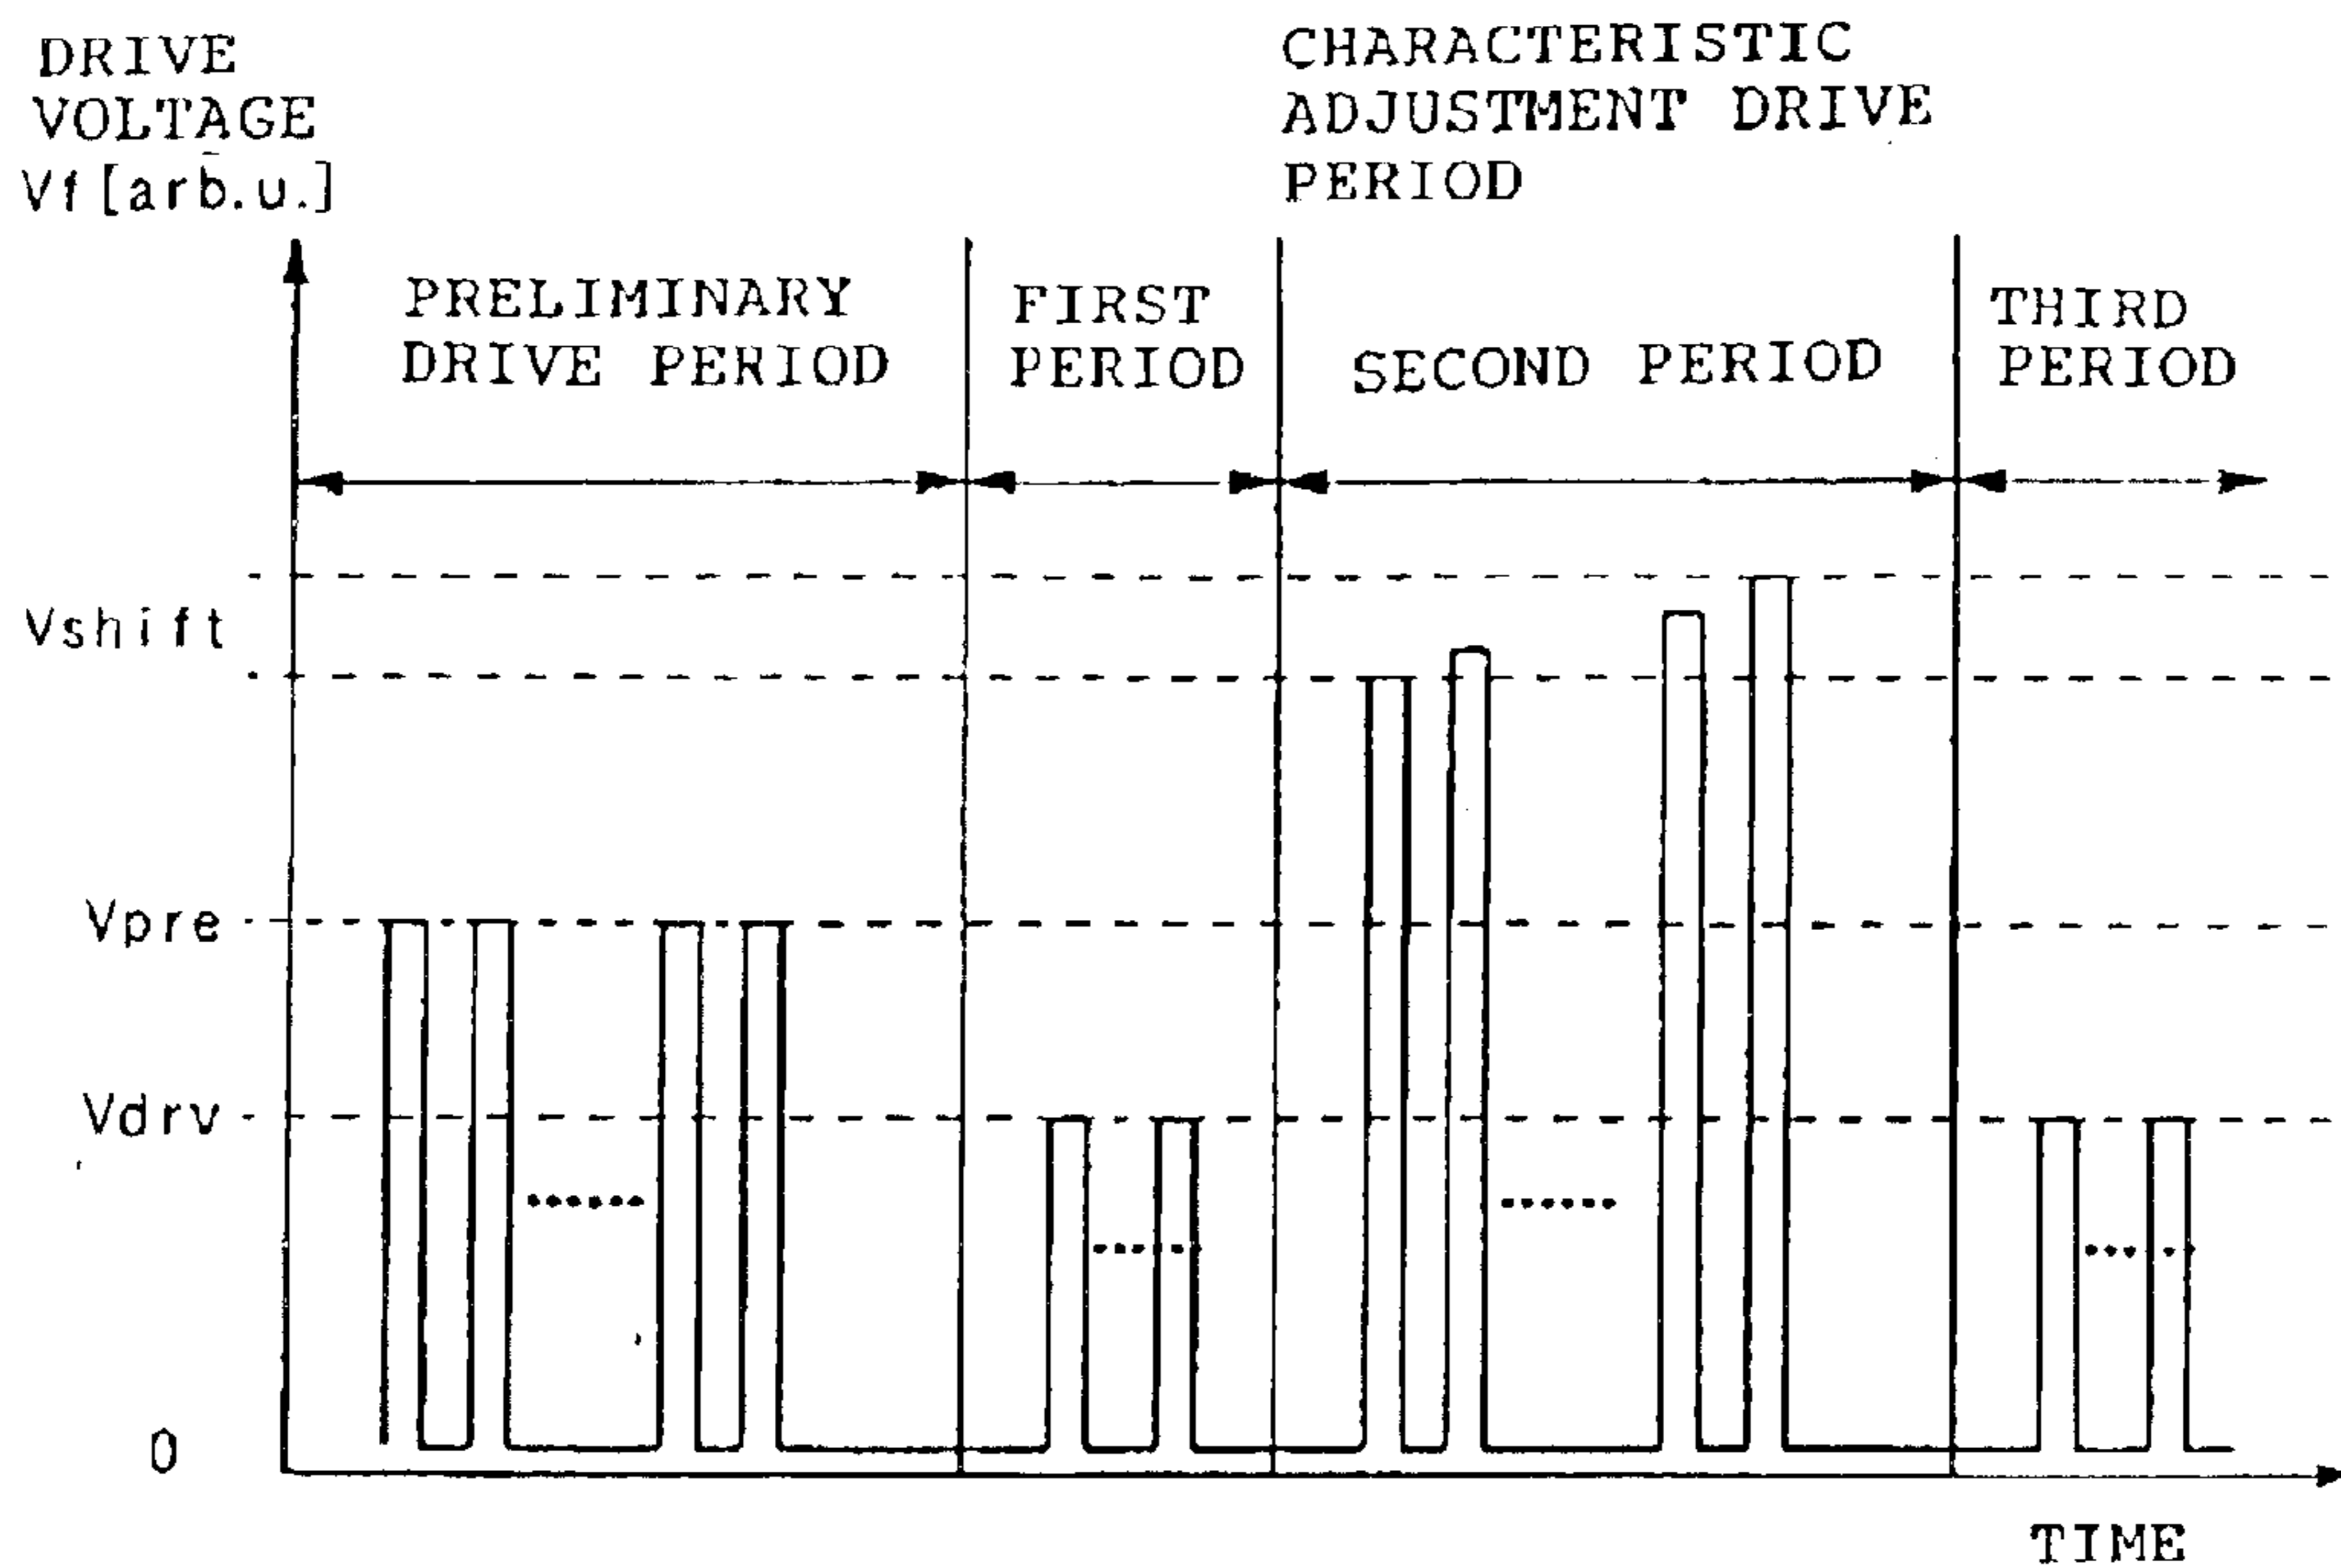 DRIVE
VOLTAGE
Vf[arb.u.]
CHARACTERISTIC
ADJUSTMENT DRIVE
PERIOD
PRELIMINARY
DRIVE PERIOD
FIRST
PERIOD
SECOND PERIOD
THIRD
PERIOD
Vshift
Vpre
Vdrv
0
TIME